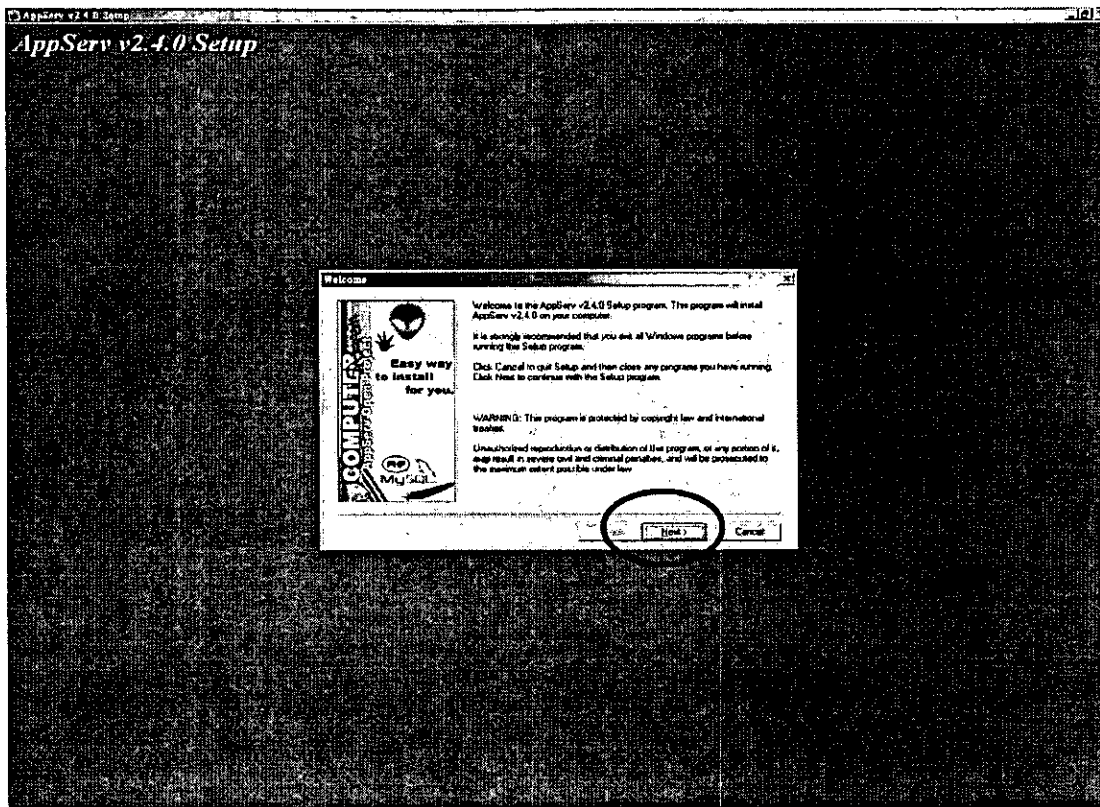 AppServ v2.4.0 Setup
AppServ v2.4.0 Setup
Welcome
Welcome to the AppServ v2.4.0 Setup program. This program will install
AppServ v2.4.0 on your computer.
It is strongly recommended that you exit all Windows programs before
running this Setup program.
Click Cancel to quit Setup and then close any programs you have running.
Click Next to continue with the Setup program.
WARNING: This program is protected by copyright law and international
treaties.
Unauthorized reproduction or distribution of this program, or any portion of it,
may result in severe civil and criminal penalties, and will be prosecuted to
the maximum extent possible under law.
COMPUTER
Easy way
to install
for you.
PHP
MySQL
Next >
Cancel